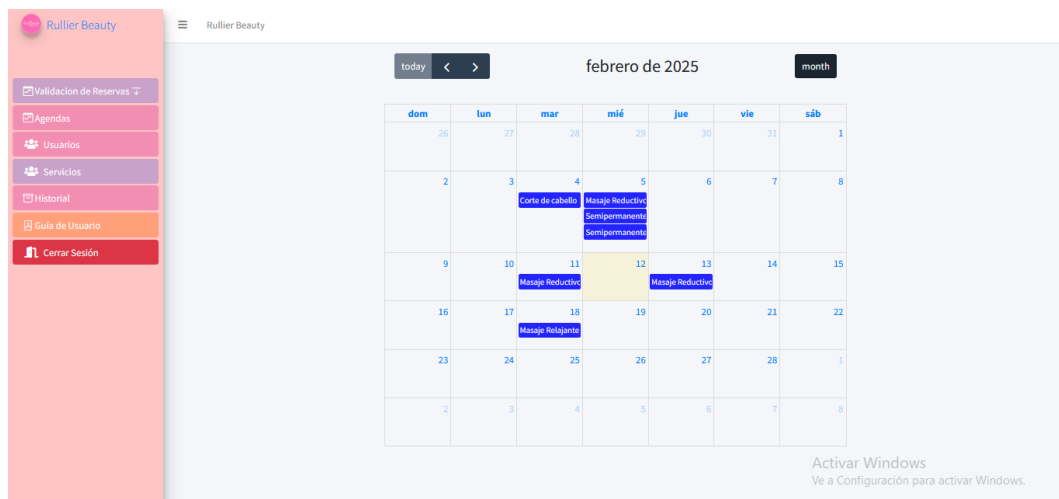 Rullier Beauty
Rullier Beauty
Validacion de Reservas
Agendas
Usuarios
Servicios
Historial
Guía de Usuario
Cerrar Sesión
today
febrero de 2025
month
dom lun mar mié jue vie sáb
26 27 28 29 30 31 1
2 3 4 5 6 7 8
Corte de cabello Masaje Reductivo
Semipermanente
Semipermanente
9 10 11 12 13 14 15
Masaje Reductivo Masaje Reductivo
16 17 18 19 20 21 22
Masaje Relajante
23 24 25 26 27 28 1
2 3 4 5 6 7 8
Activar Windows
Ve a Configuración para activar Windows.